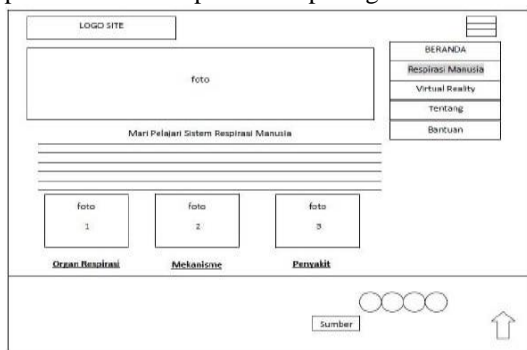 LOGO SITE
BERANDA
Respirasi Manusia
Virtual Reality
Tentang
Bantuan
foto
Mari Pelajari Sistem Respirasi Manusia
foto
1
foto
2
foto
3
Organ Respirasi
Mekanisme
Penyakit
Sumber